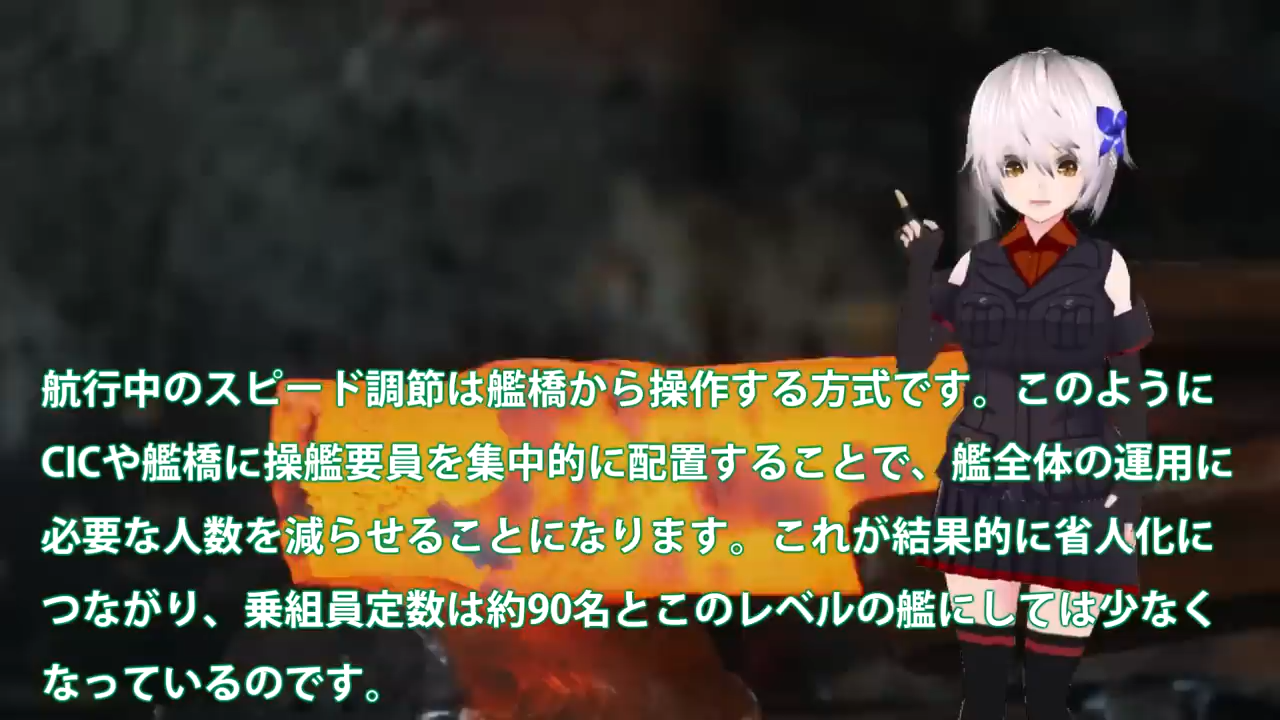 航行中のスピード調節は艦橋から操作する方式です。このように
CICや艦橋に操艦要員を集中的に配置することで、艦全体の運用に
必要な人数を減らせることになります。これが結果的に省人化に
つながり、乗組員定数は約90名とこのレベルの艦にしては少なく
なっているのです。